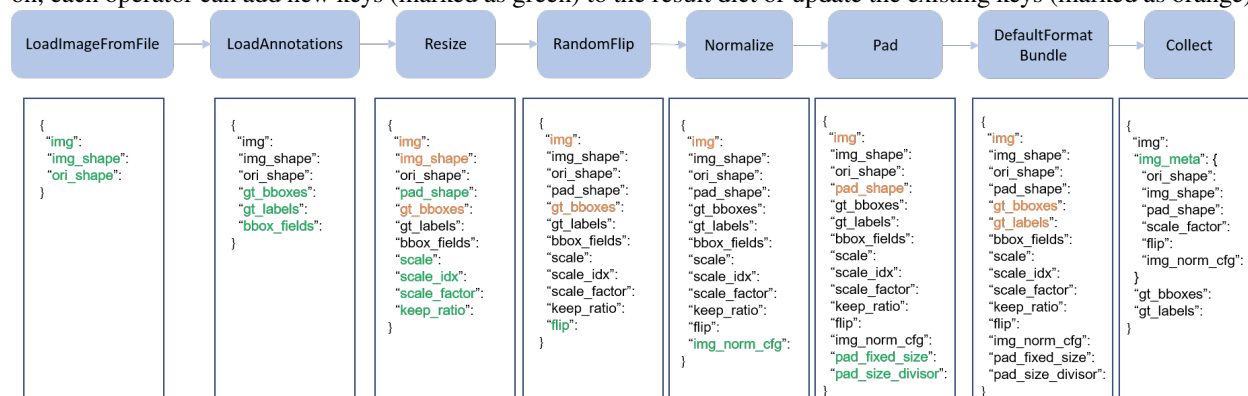 on, each operator can add new keys (marked as green) to the result dict or update the existing keys (marked as orange)
LoadImageFromFile
LoadAnnotations
Resize
RandomFlip
Normalize
Pad
DefaultFormat
Bundle
Collect
{
“img”:
“img_shape”:
“ori_shape”:
}
{
“img”:
“img_shape”:
“ori_shape”:
“gt_bboxes”:
“gt_labels”:
“bbox_fields”:
}
{
“img”:
“img_shape”:
“ori_shape”:
“pad_shape”:
“gt_bboxes”:
“gt_labels”:
“bbox_fields”:
“scale”:
“scale_idx”:
“scale_factor”:
“keep_ratio”:
}
{
“img”:
“img_shape”:
“ori_shape”:
“pad_shape”:
“gt_bboxes”:
“gt_labels”:
“bbox_fields”:
“scale”:
“scale_idx”:
“scale_factor”:
“keep_ratio”:
“flip”:
}
{
“img”:
“img_shape”:
“ori_shape”:
“pad_shape”:
“gt_bboxes”:
“gt_labels”:
“bbox_fields”:
“scale”:
“scale_idx”:
“scale_factor”:
“keep_ratio”:
“flip”:
“img_norm_cfg”:
}
{
“img”:
“img_shape”:
“ori_shape”:
“pad_shape”:
“gt_bboxes”:
“gt_labels”:
“bbox_fields”:
“scale”:
“scale_idx”:
“scale_factor”:
“keep_ratio”:
“flip”:
“img_norm_cfg”:
“pad_fixed_size”:
“pad_size_divisor”:
}
{
“img”:
“img_shape”:
“ori_shape”:
“pad_shape”:
“gt_bboxes”:
“gt_labels”:
“bbox_fields”:
“scale”:
“scale_idx”:
“scale_factor”:
“keep_ratio”:
“flip”:
“img_norm_cfg”:
“pad_fixed_size”:
“pad_size_divisor”:
}
{
“img”:
“img_meta”: {
“ori_shape”:
“img_shape”:
“pad_shape”:
“scale_factor”:
“flip”:
“img_norm_cfg”:
}
“gt_bboxes”:
“gt_labels”:
}